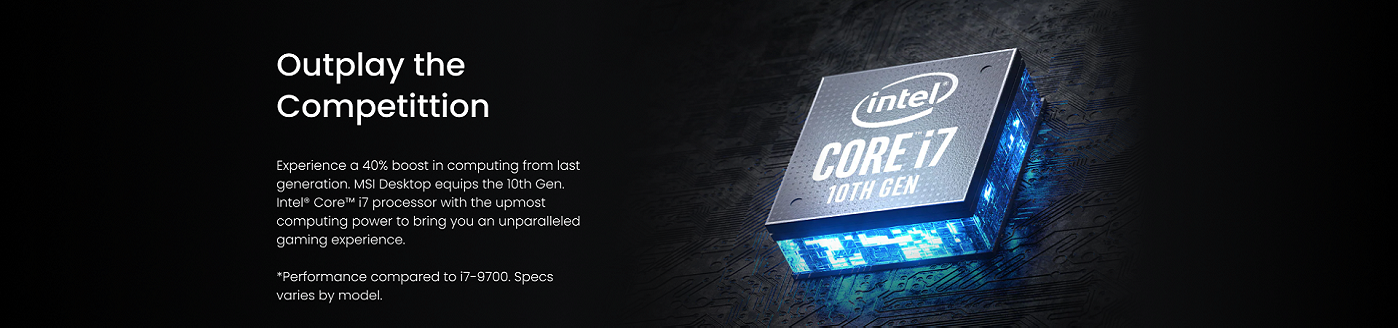 Outplay the
Competittion
Experience a 40% boost in computing from last
generation. MSI Desktop equips the 10th Gen.
Intel® Core™ i7 processor with the upmost
computing power to bring you an unparalleled
gaming experience.
*Performance compared to i7-9700. Specs
varies by model.
intel®
CORE™ i7
10TH GEN